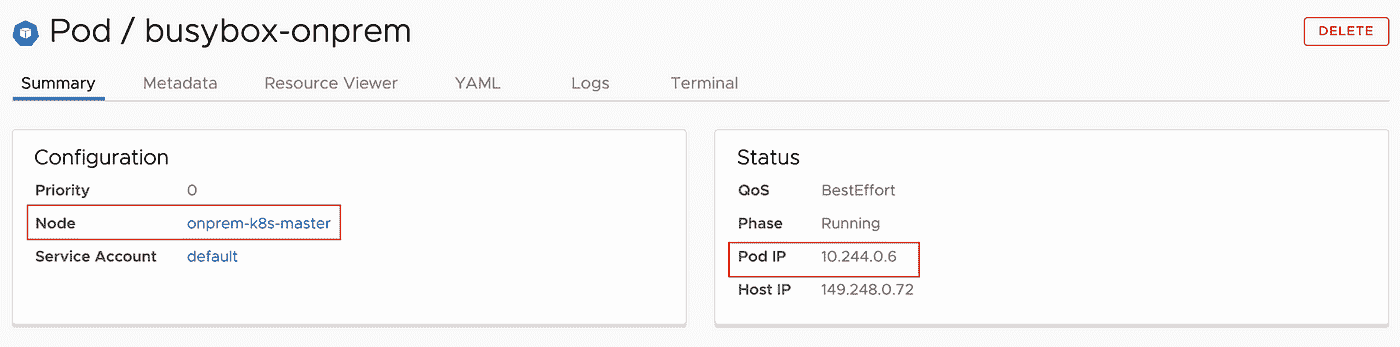 Pod / busybox-onprem
DELETE
Summary Metadata Resource Viewer YAML Logs Terminal
Configuration
Priority 0
Node onprem-k8s-master
Service Account default
Status
QoS BestEffort
Phase Running
Pod IP 10.244.0.6
Host IP 149.248.0.72